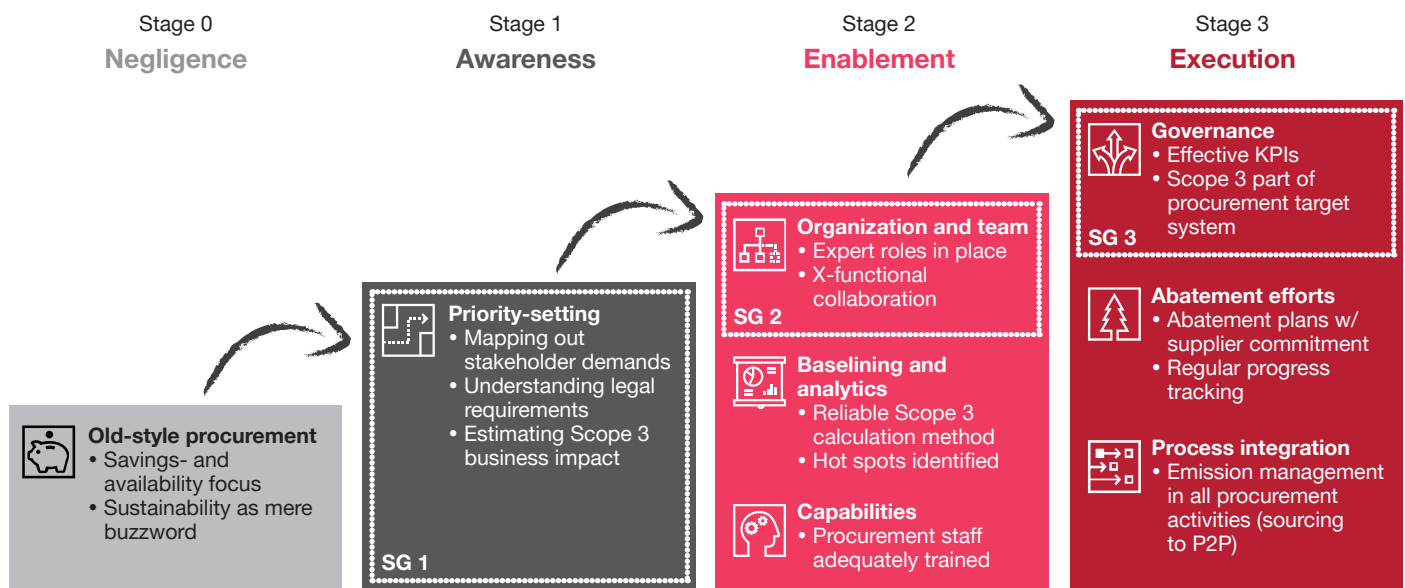 Stage 0
Negligence
Stage 1
Awareness
Stage 2
Enablement
Stage 3
Execution
Old-style procurement
• Savings- and
availability focus
• Sustainability as mere
buzzword
Priority-setting
• Mapping out
stakeholder demands
• Understanding legal
requirements
• Estimating Scope 3
business impact
SG 1
Organization and team
• Expert roles in place
• X-functional
collaboration
SG 2
Baselining and
analytics
• Reliable Scope 3
calculation method
• Hot spots identified
Capabilities
• Procurement staff
adequately trained
Governance
• Effective KPIs
• Scope 3 part of
procurement target
system
SG 3
Abatement efforts
• Abatement plans w/
supplier commitment
• Regular progress
tracking
Process integration
• Emission management
in all procurement
activities (sourcing
to P2P)